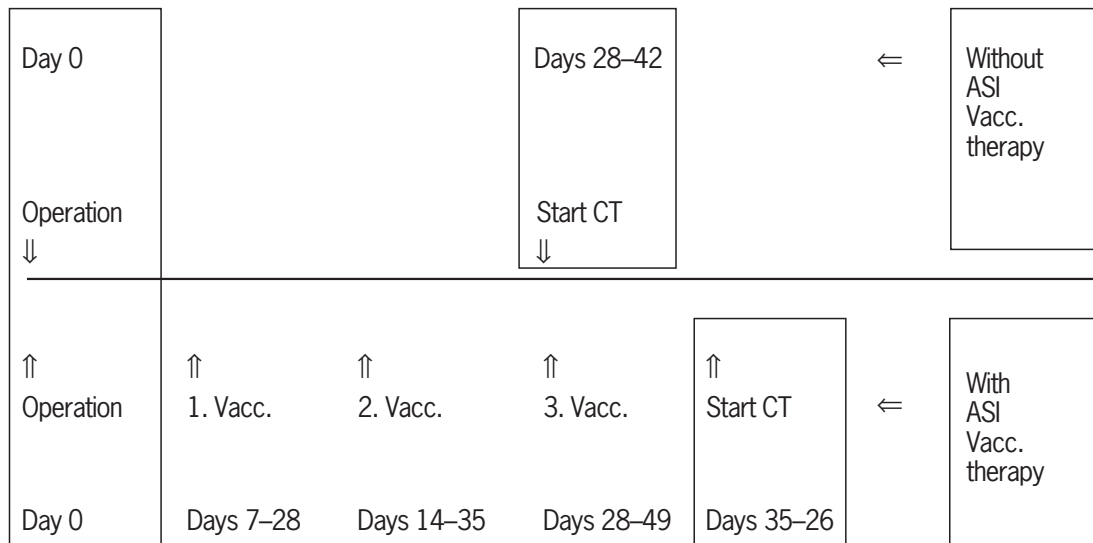 Day 0 Days 28–42 ⇐ Without
ASI
Vacc.
therapy
Operation Start CT
⇓ ⇓
⇑ ⇑ ⇑ ⇑ ⇑
Operation 1. Vacc. 2. Vacc. 3. Vacc. Start CT ⇐ With
ASI
Vacc.
therapy
Day 0 Days 7–28 Days 14–35 Days 28–49 Days 35–26